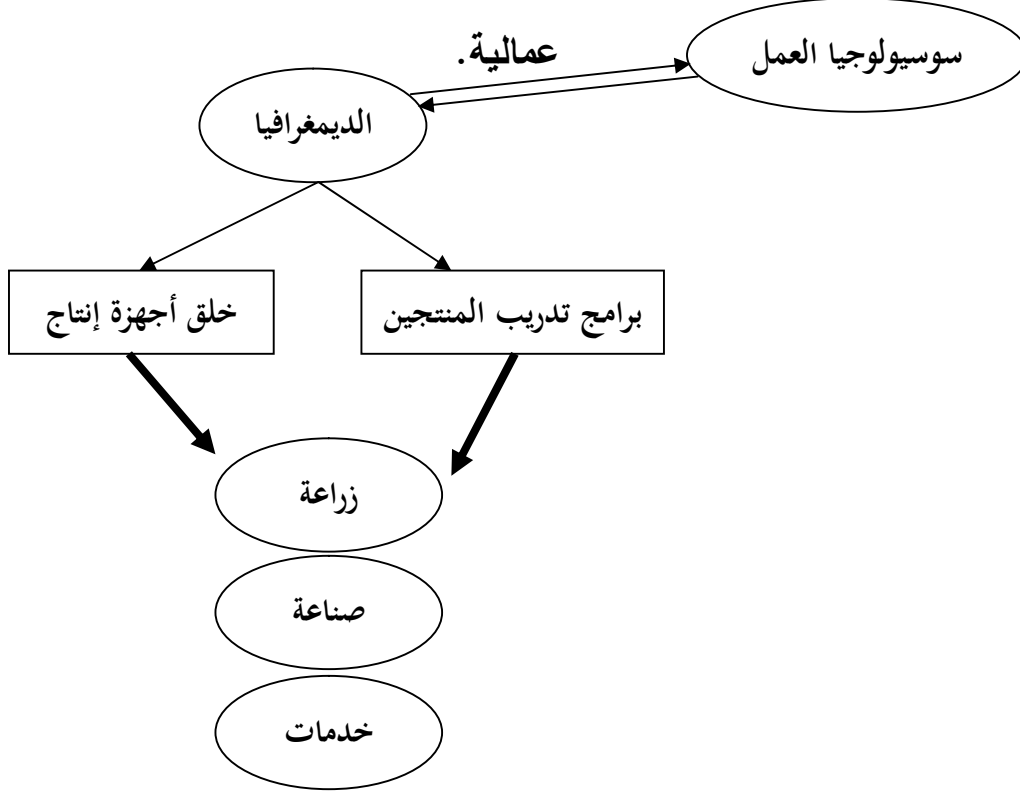 سوسيولوجيا العمل
عمالية.
الديمغرافيا
برامج تدريب المنتجين
خلق أجهزة إنتاج
زراعة
صناعة
خدمات